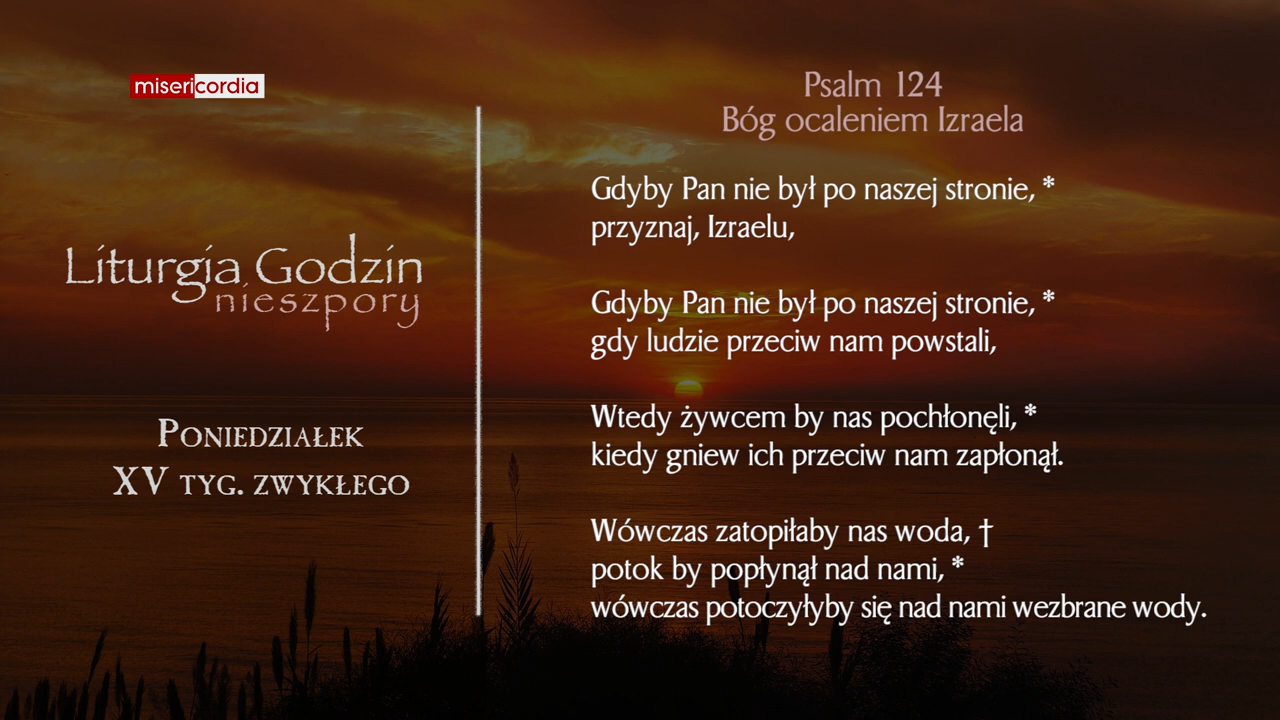 misericordia
Liturgia Godzin
nieszpory
Poniedziałek
XV tyg. zwykłego
Psalm 124
Bóg ocaleniem Izraela
Gdyby Pan nie był po naszej stronie, *
przyznaj, Izraelu,
Gdyby Pan nie był po naszej stronie, *
gdy ludzie przeciw nam powstali,
Wtedy żywcem by nas pochłonęli, *
kiedy gniew ich przeciw nam zapłonął.
Wówczas zatopiłaby nas woda, †
potok by popłynął nad nami, *
wówczas potoczyłyby się nad nami wezbrane wody.